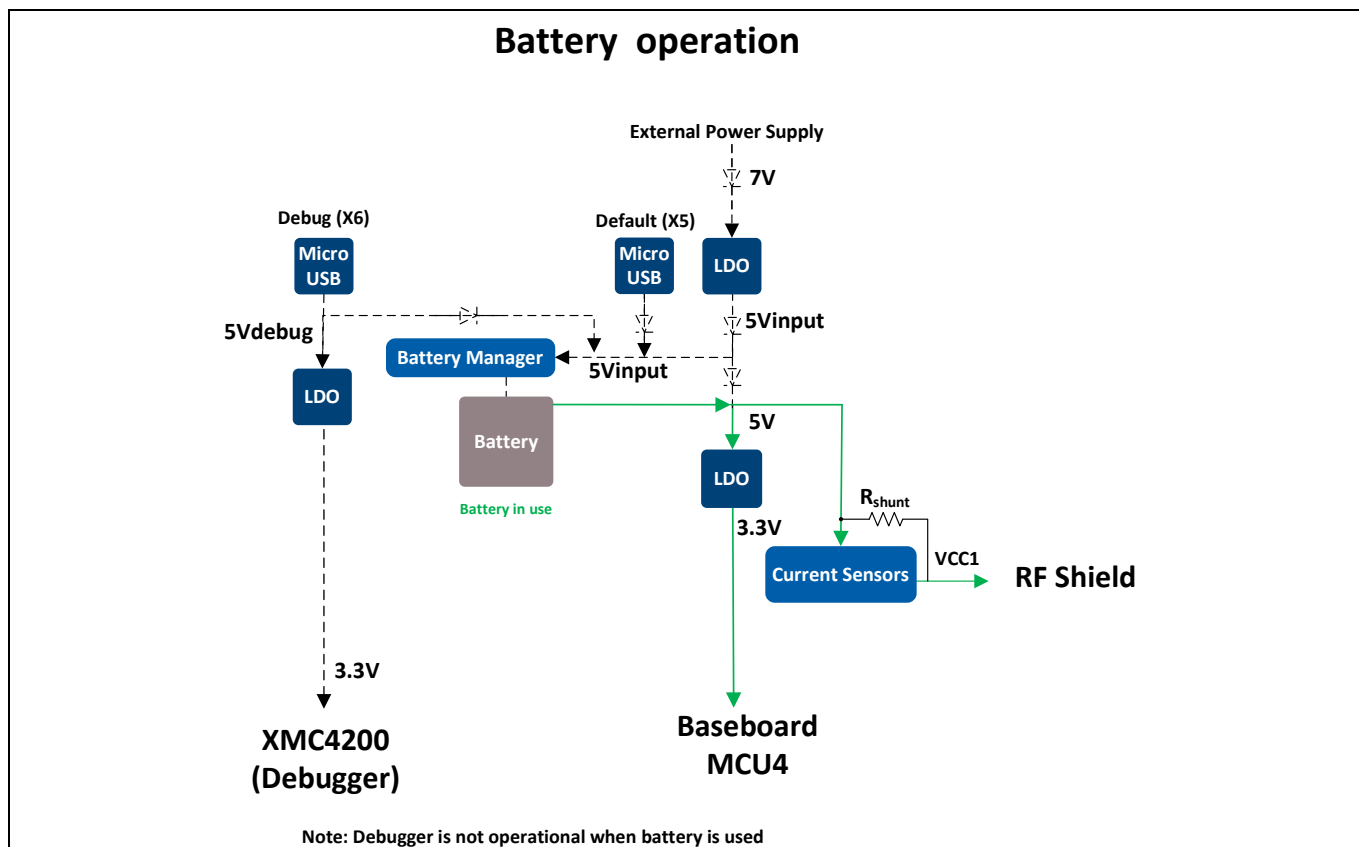 Battery  operation
External Power Supply
7V
Debug (X6)
Default (X5)
Micro
USB
Micro
USB
LDO
5Vdebug
5Vinput
Battery Manager
5Vinput
LDO
Battery
5V
LDO
Battery in use
Rshunt
3.3V
VCC1
Current Sensors
RF Shield
3.3V
XMC4200
(Debugger)
Baseboard
MCU4
Note: Debugger is not operational when battery is used